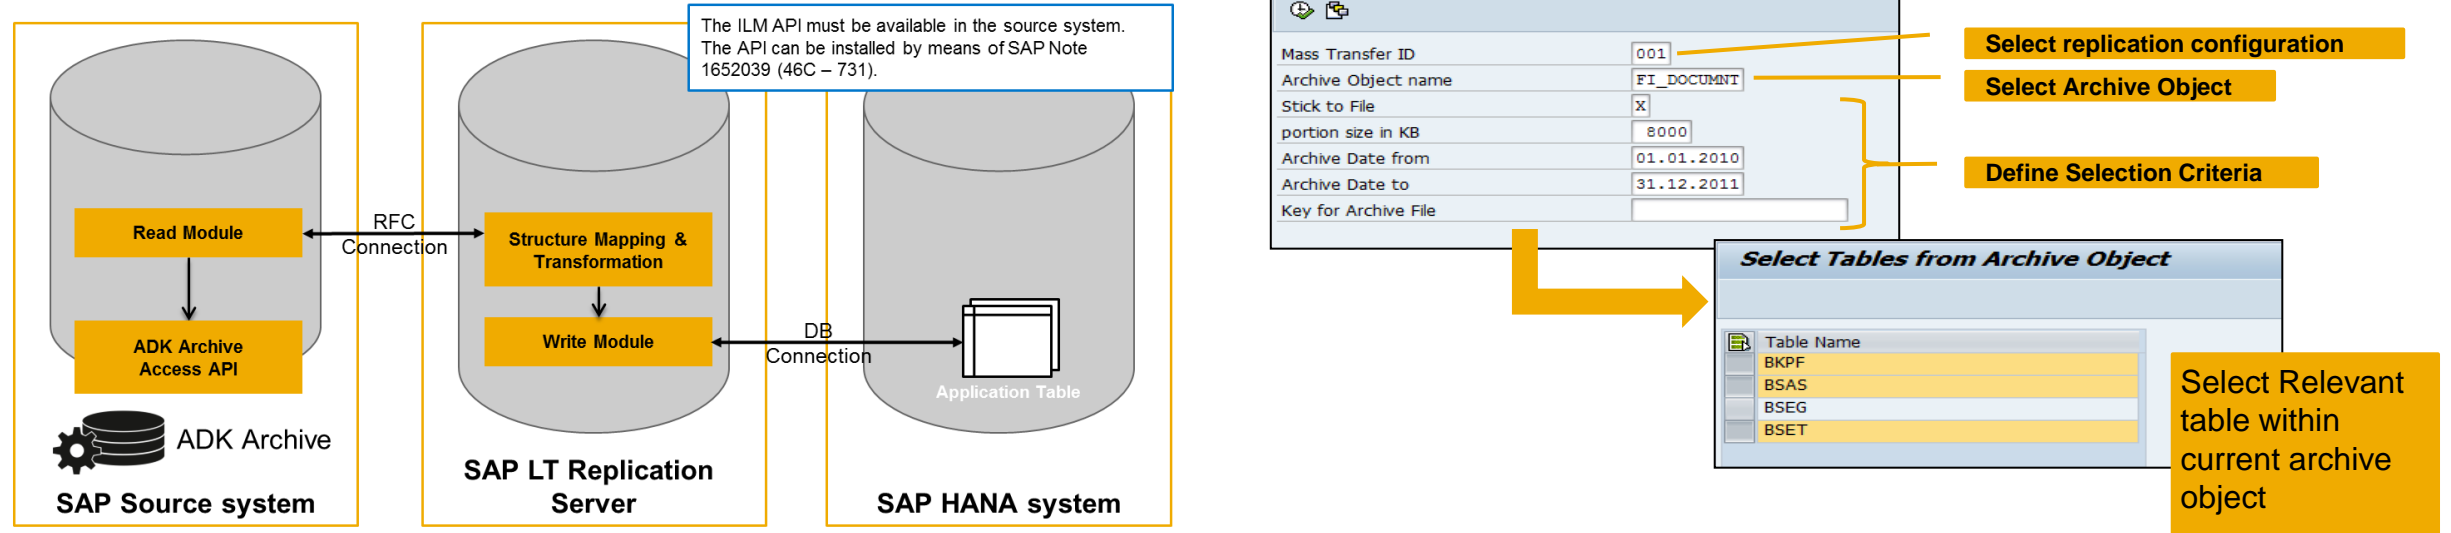 The ILM API must be available in the source system.
The API can be installed by means of SAP Note
1652039 (46C – 731).
Read Module
ADK Archive
Access API
ADK Archive
SAP Source system
RFC
Connection
Structure Mapping &
Transformation
Write Module
SAP LT Replication
Server
DB
Connection
Application Table
SAP HANA system
Mass Transfer ID 001
Archive Object name FI_DOCUMNT
Stick to File X
portion size in KB 8000
Archive Date from 01.01.2010
Archive Date to 31.12.2011
Key for Archive File
Select replication configuration
Select Archive Object
Define Selection Criteria
Select Tables from Archive Object
Table Name
BKPF
BSAS
BSEG
BSET
Select Relevant
table within
current archive
object